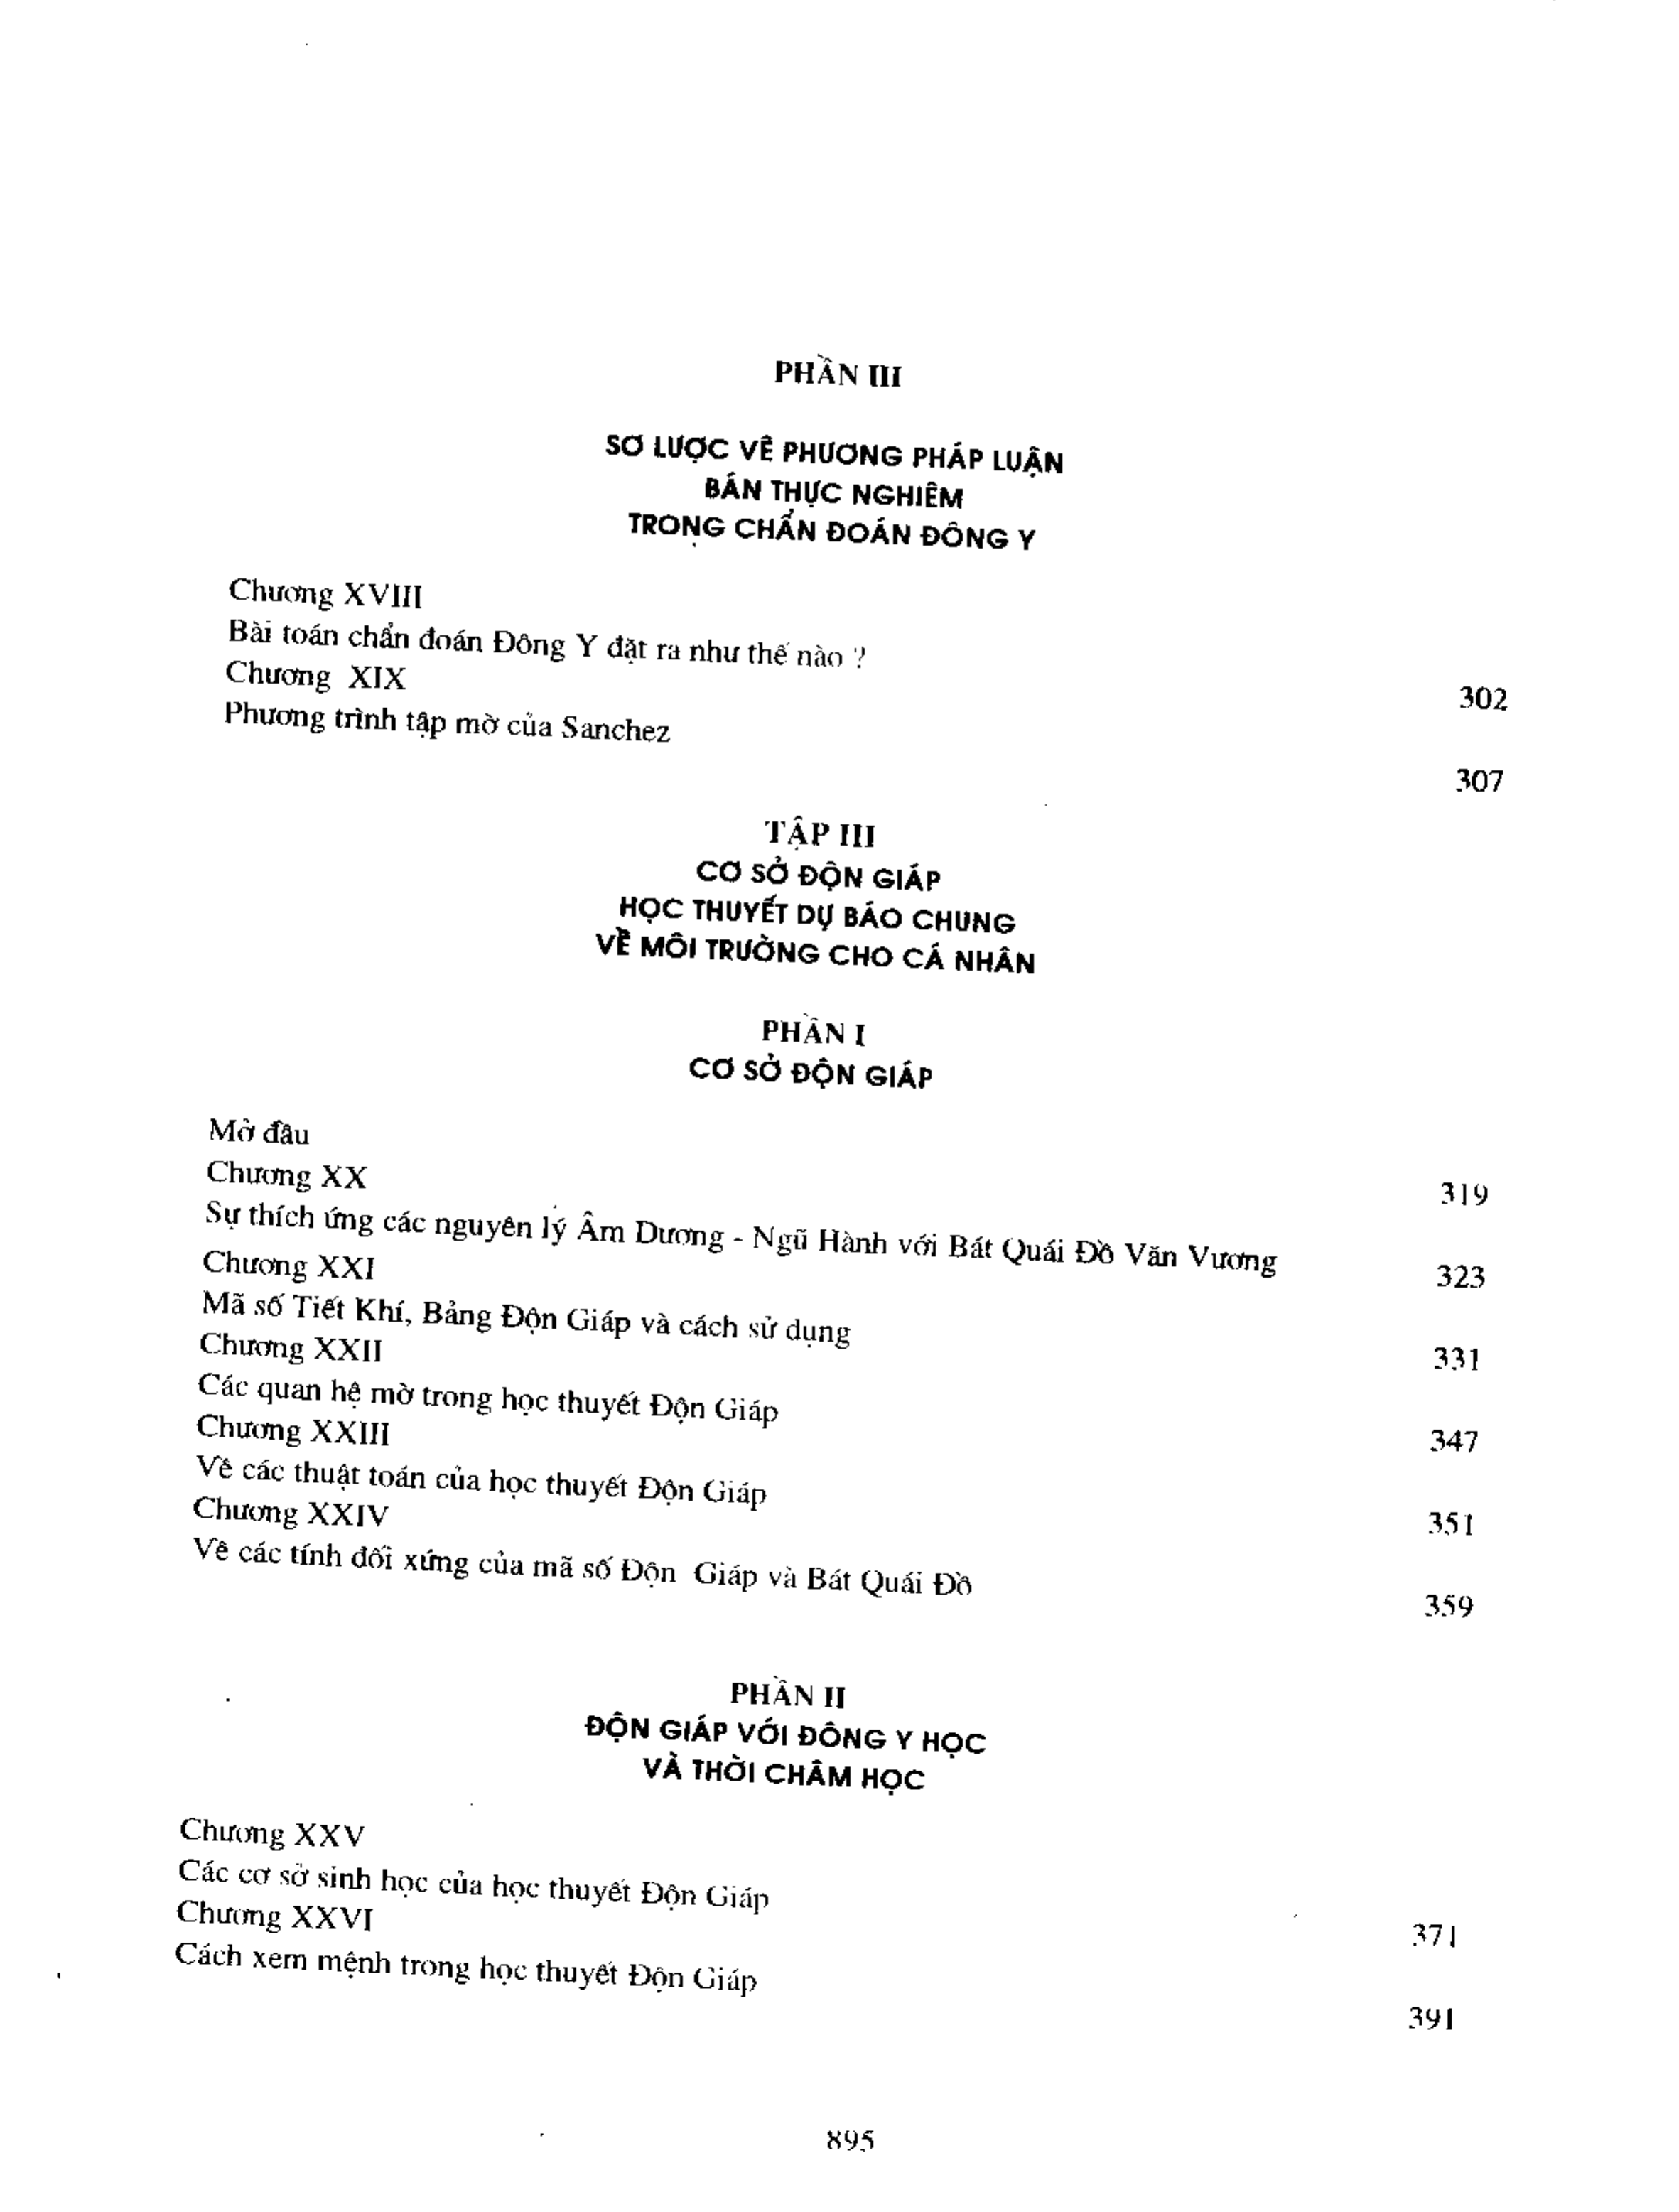 PHẦN III
SƠ LƯỢC VỀ PHƯƠNG PHÁP LUẬN
BÁN THỰC NGHIỆM
TRONG CHẨN ĐOÁN ĐÔNG Y
Chương XVIII
Bài toán chẩn đoán Đông Y đặt ra như thế nào ? 302
Chương XIX
Phương trình tập mờ của Sanchez 307
TẬP III
CƠ SỞ ĐỘN GIÁP
HỌC THUYẾT DỰ BÁO CHUNG
VỀ MÔI TRƯỜNG CHO CÁ NHÂN
PHẦN I
CƠ SỞ ĐỘN GIÁP
Mở đầu 319
Chương XX
Sự thích ứng các nguyên lý Âm Dương - Ngũ Hành với Bát Quái Đồ Văn Vương 323
Chương XXI
Mã số Tiết Khí, Bảng Độn Giáp và cách sử dụng 331
Chương XXII
Các quan hệ mờ trong học thuyết Độn Giáp 347
Chương XXIII
Về các thuật toán của học thuyết Độn Giáp 351
Chương XXIV
Về các tính đối xứng của mã số Độn Giáp và Bát Quái Đồ 359
PHẦN II
ĐỘN GIÁP VỚI ĐÔNG Y HỌC
VÀ THỜI CHÂM HỌC
Chương XXV
Các cơ sở sinh học của học thuyết Độn Giáp 371
Chương XXVI
Cách xem mệnh trong học thuyết Độn Giáp 391
895